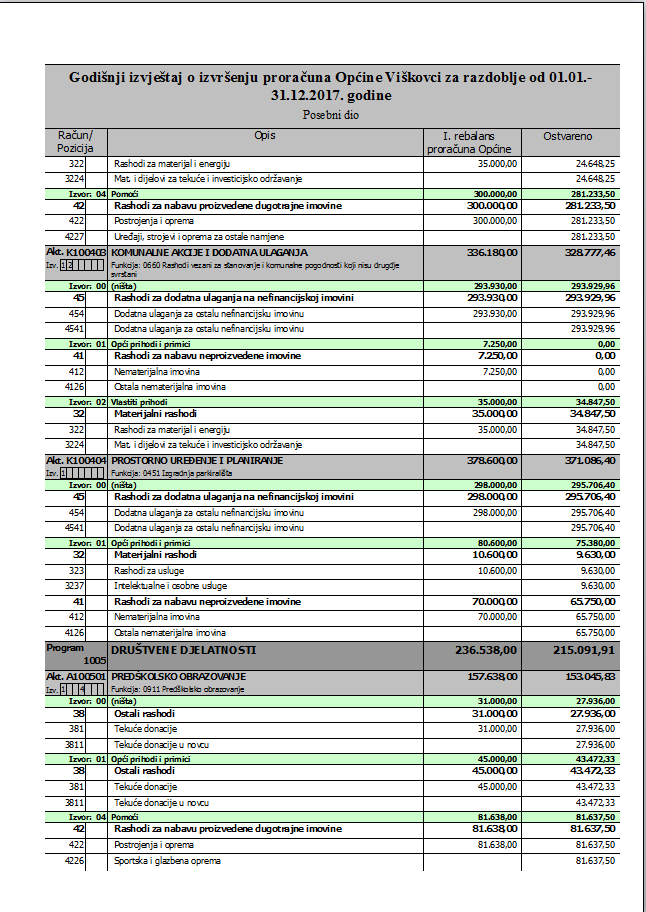 Godišnji izvještaj o izvršenju proračuna Općine Viškovci za razdoblje od 01.01.-
31.12.2017. godine
Posebni dio
Račun/ Pozicija Opis I. rebalans proračuna Općine Ostvareno
322 Rashodi za materijal i energiju 35.000,00 24.648,25
3224 Mat. i dijelovi za tekuće i investicijsko održavanje 24.648,25
Izvor: 04 Pomoći 300.000,00 281.233,50
42 Rashodi za nabavu proizvedene dugotrajne imovine 300.000,00 281.233,50
422 Postrojenja i oprema 300.000,00 281.233,50
4227 Uređaji, strojevi i oprema za ostale namjene 281.233,50
Akt. K100403 KOMUNALNE AKCIJE I DODATNA ULAGANJA 336.180,00 328.777,46
Izv. 1 2 Funkcija: 0660 Rashodi vezani za stanovanje i komunalne pogodnosti koji nisu drugdje
svrstani
Izvor: 00 (ništa) 293.930,00 293.929,96
45 Rashodi za dodatna ulaganja na nefinancijskoj imovini 293.930,00 293.929,96
454 Dodatna ulaganja za ostalu nefinancijsku imovinu 293.930,00 293.929,96
4541 Dodatna ulaganja za ostalu nefinancijsku imovinu 293.929,96
Izvor: 01 Opći prihodi i primici 7.250,00 0,00
41 Rashodi za nabavu neproizvedene imovine 7.250,00 0,00
412 Nematerijalna imovina 7.250,00 0,00
4126 Ostala nematerijalna imovina 0,00
Izvor: 02 Vlastiti prihodi 35.000,00 34.847,50
32 Materijalni rashodi 35.000,00 34.847,50
322 Rashodi za materijal i energiju 35.000,00 34.847,50
3224 Mat. i dijelovi za tekuće i investicijsko održavanje 34.847,50
Akt. K100404 PROSTORNO UREĐENJE I PLANIRANJE 378.600,00 371.086,40
Izv. 1 Funkcija: 0451 Izgradnja parkirališta
Izvor: 00 (ništa) 298.000,00 295.706,40
45 Rashodi za dodatna ulaganja na nefinancijskoj imovini 298.000,00 295.706,40
454 Dodatna ulaganja za ostalu nefinancijsku imovinu 298.000,00 295.706,40
4541 Dodatna ulaganja za ostalu nefinancijsku imovinu 295.706,40
Izvor: 01 Opći prihodi i primici 80.600,00 75.380,00
32 Materijalni rashodi 10.600,00 9.630,00
323 Rashodi za usluge 10.600,00 9.630,00
3237 Intelektualne i osobne usluge 9.630,00
41 Rashodi za nabavu neproizvedene imovine 70.000,00 65.750,00
412 Nematerijalna imovina 70.000,00 65.750,00
4126 Ostala nematerijalna imovina 65.750,00
Program 1005 DRUŠTVENE DJELATNOSTI 236.538,00 215.091,91
Akt. A100501 PREDŠKOLSKO OBRAZOVANJE 157.638,00 153.045,83
Izv. 1 4 Funkcija: 0911 Predškolsko obrazovanje
Izvor: 00 (ništa) 31.000,00 27.936,00
38 Ostali rashodi 31.000,00 27.936,00
381 Tekuće donacije 31.000,00 27.936,00
3811 Tekuće donacije u novcu 27.936,00
Izvor: 01 Opći prihodi i primici 45.000,00 43.472,33
38 Ostali rashodi 45.000,00 43.472,33
381 Tekuće donacije 45.000,00 43.472,33
3811 Tekuće donacije u novcu 43.472,33
Izvor: 04 Pomoći 81.638,00 81.637,50
42 Rashodi za nabavu proizvedene dugotrajne imovine 81.638,00 81.637,50
422 Postrojenja i oprema 81.638,00 81.637,50
4226 Sportska i glazbena oprema 81.637,50